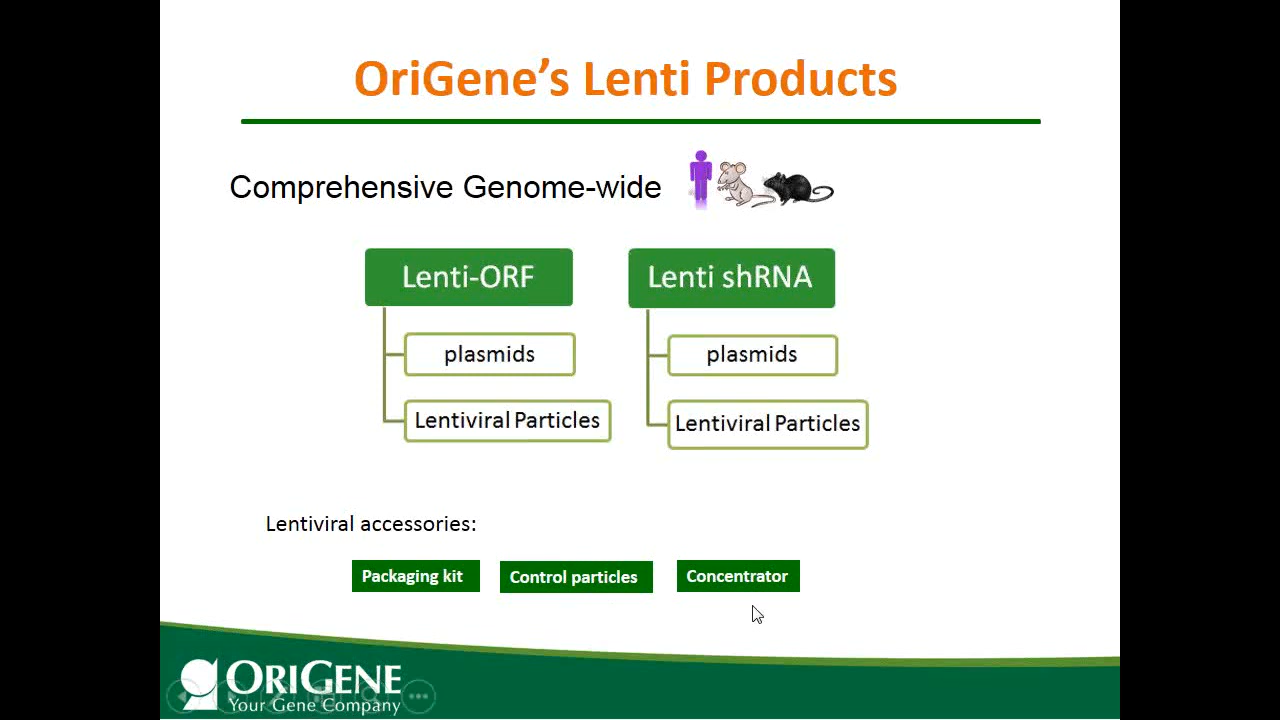 OriGene’s Lenti Products
Comprehensive Genome-wide
Lenti-ORF
Lenti shRNA
plasmids
plasmids
Lentiviral Particles
Lentiviral Particles
Lentiviral accessories:
Packaging kit
Control particles
Concentrator
ORIGENE
Your Gene Company